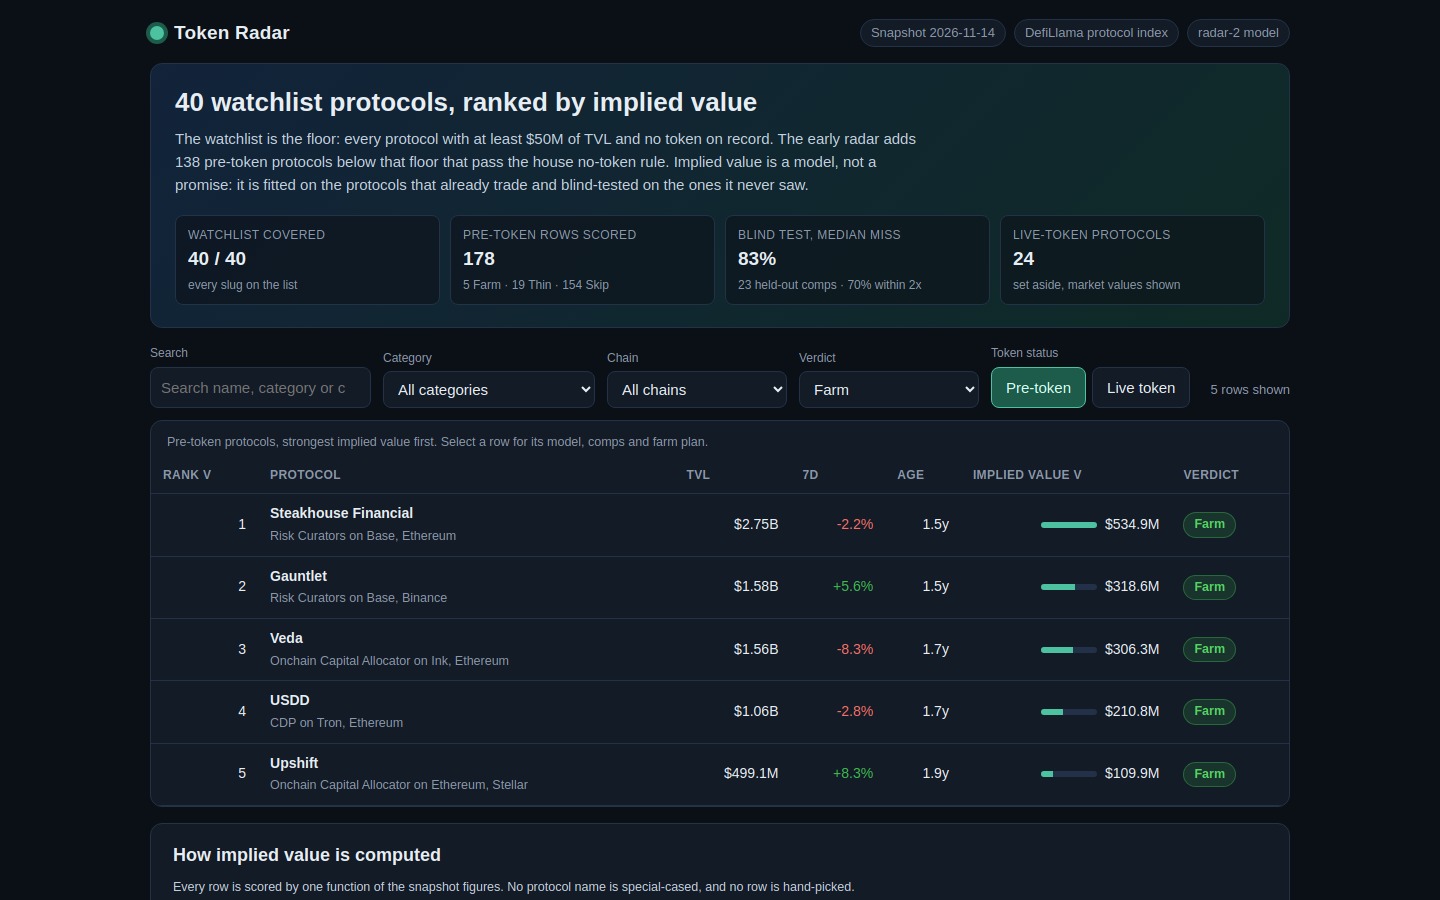 Token Radar
Snapshot 2026-11-14
DefiLlama protocol index
radar-2 model
40 watchlist protocols, ranked by implied value
The watchlist is the floor: every protocol with at least $50M of TVL and no token on record. The early radar adds
138 pre-token protocols below that floor that pass the house no-token rule. Implied value is a model, not a
promise: it is fitted on the protocols that already trade and blind-tested on the ones it never saw.
WATCHLIST COVERED
40 / 40
every slug on the list
PRE-TOKEN ROWS SCORED
178
5 Farm · 19 Thin · 154 Skip
BLIND TEST, MEDIAN MISS
83%
23 held-out comps · 70% within 2x
LIVE-TOKEN PROTOCOLS
24
set aside, market values shown
Search
Search name, category or c
Category
All categories
Chain
All chains
Verdict
Farm
Token status
Pre-token
Live token
5 rows shown
Pre-token protocols, strongest implied value first. Select a row for its model, comps and farm plan.
RANK V PROTOCOL TVL 7D AGE IMPLIED VALUE V VERDICT
1 Steakhouse Financial $2.75B -2.2% 1.5y $534.9M Farm
Risk Curators on Base, Ethereum
2 Gauntlet $1.58B +5.6% 1.5y $318.6M Farm
Risk Curators on Base, Binance
3 Veda $1.56B -8.3% 1.7y $306.3M Farm
Onchain Capital Allocator on Ink, Ethereum
4 USDD $1.06B -2.8% 1.7y $210.8M Farm
CDP on Tron, Ethereum
5 Upshift $499.1M +8.3% 1.9y $109.9M Farm
Onchain Capital Allocator on Ethereum, Stellar
How implied value is computed
Every row is scored by one function of the snapshot figures. No protocol name is special-cased, and no row is hand-picked.